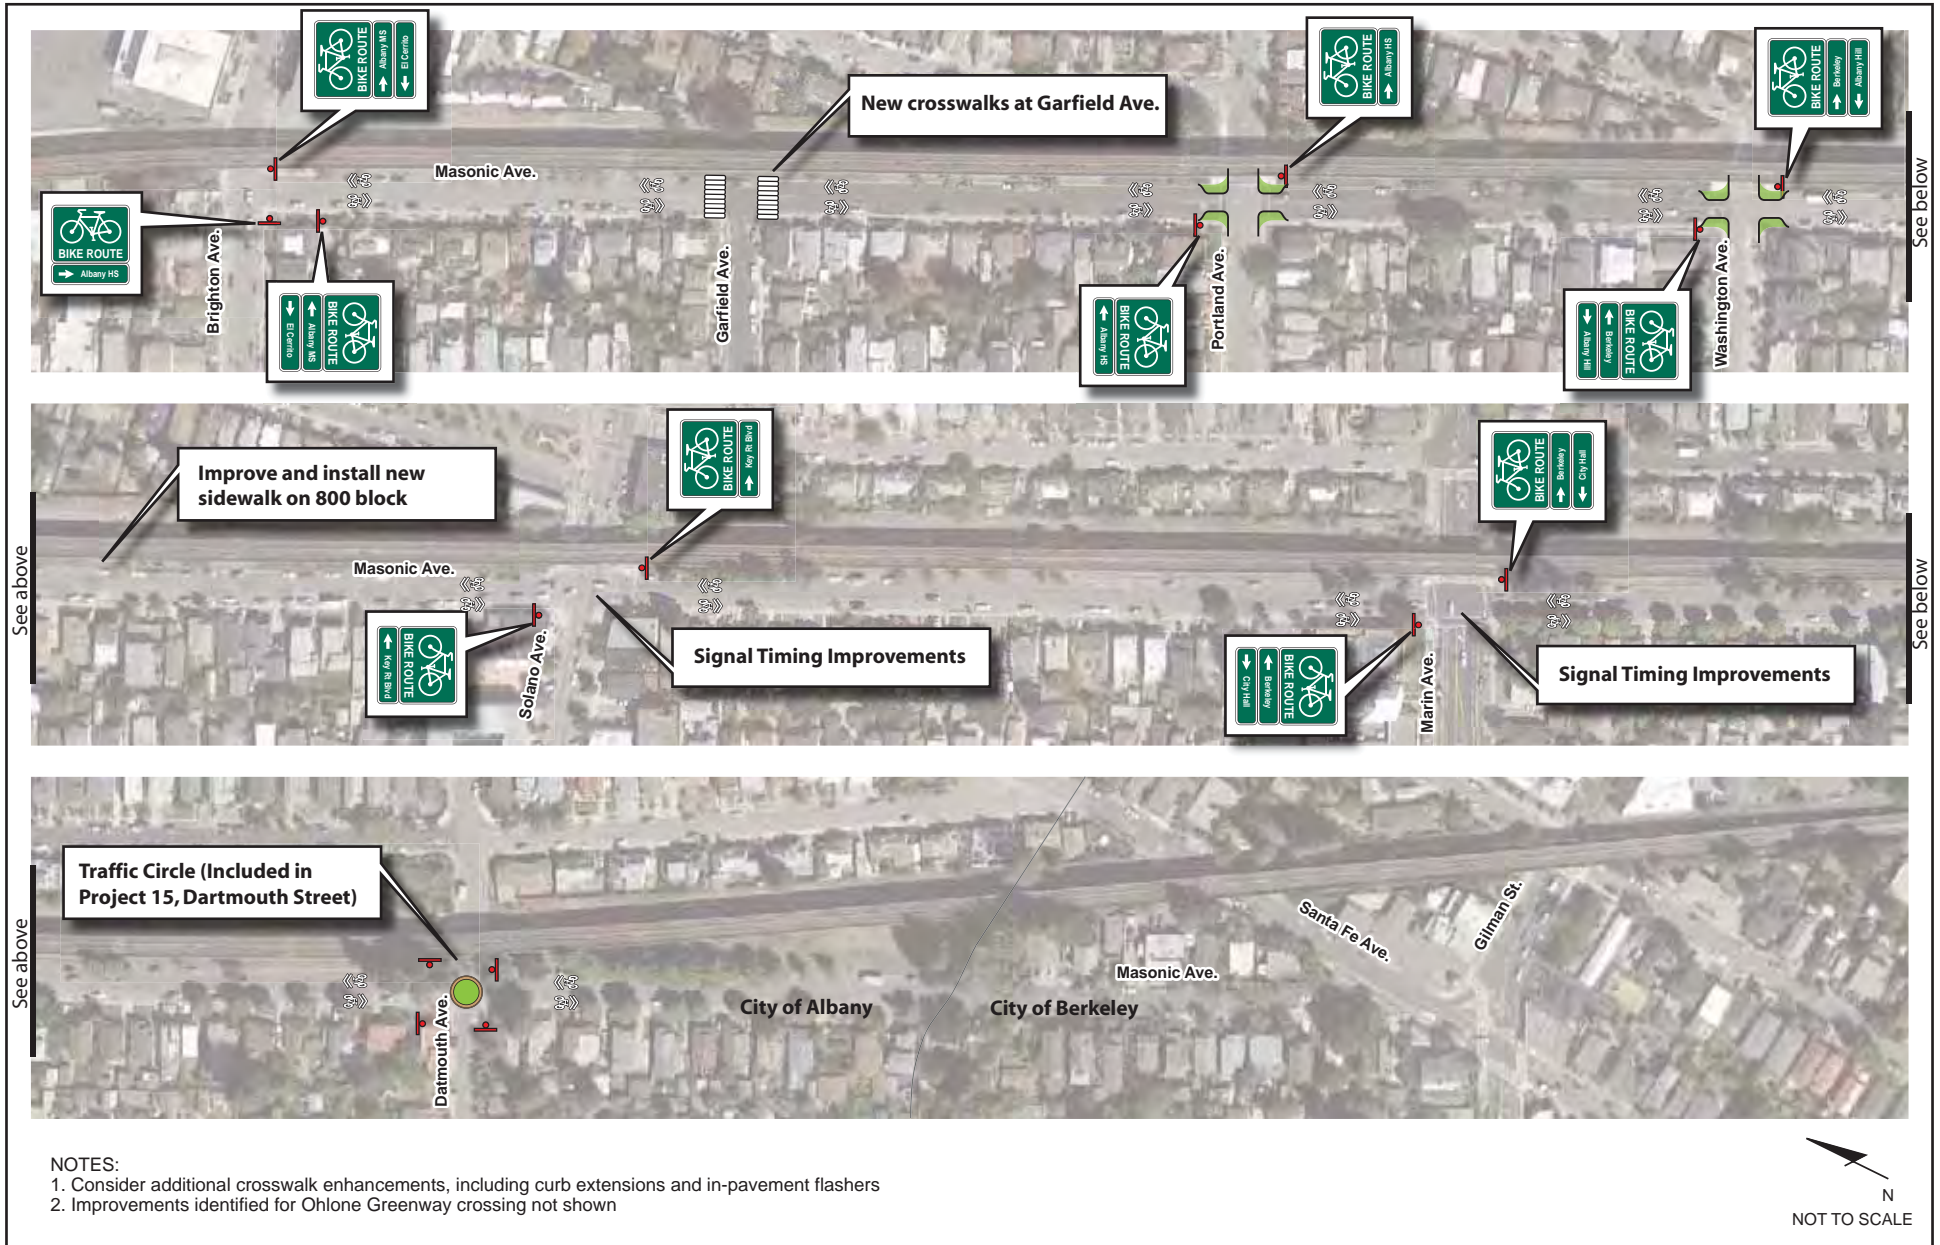 BIKE ROUTE
Albany MS
El Cerrito
New crosswalks at Garfield Ave.
BIKE ROUTE
Albany HS
BIKE ROUTE
Berkeley
Albany Hill
Masonic Ave.
BIKE ROUTE
Albany HS
Brighton Ave.
BIKE ROUTE
Albany MS
El Cerrito
Garfield Ave.
BIKE ROUTE
Albany HS
Portland Ave.
BIKE ROUTE
Berkeley
Albany Hill
Washington Ave.
See below
Improve and install new
sidewalk on 800 block
BIKE ROUTE
Key Rt Blvd
BIKE ROUTE
Berkeley
City Hall
See above
Masonic Ave.
BIKE ROUTE
Key Rt Blvd
Solano Ave.
Signal Timing Improvements
BIKE ROUTE
Berkeley
City Hall
Marin Ave.
Signal Timing Improvements
See below
Traffic Circle (Included in
Project 15, Dartmouth Street)
See above
Datmouth Ave.
City of Albany
City of Berkeley
Masonic Ave.
Santa Fe Ave.
Gilman St.
NOTES:
1. Consider additional crosswalk enhancements, including curb extensions and in-pavement flashers
2. Improvements identified for Ohlone Greenway crossing not shown
N
NOT TO SCALE